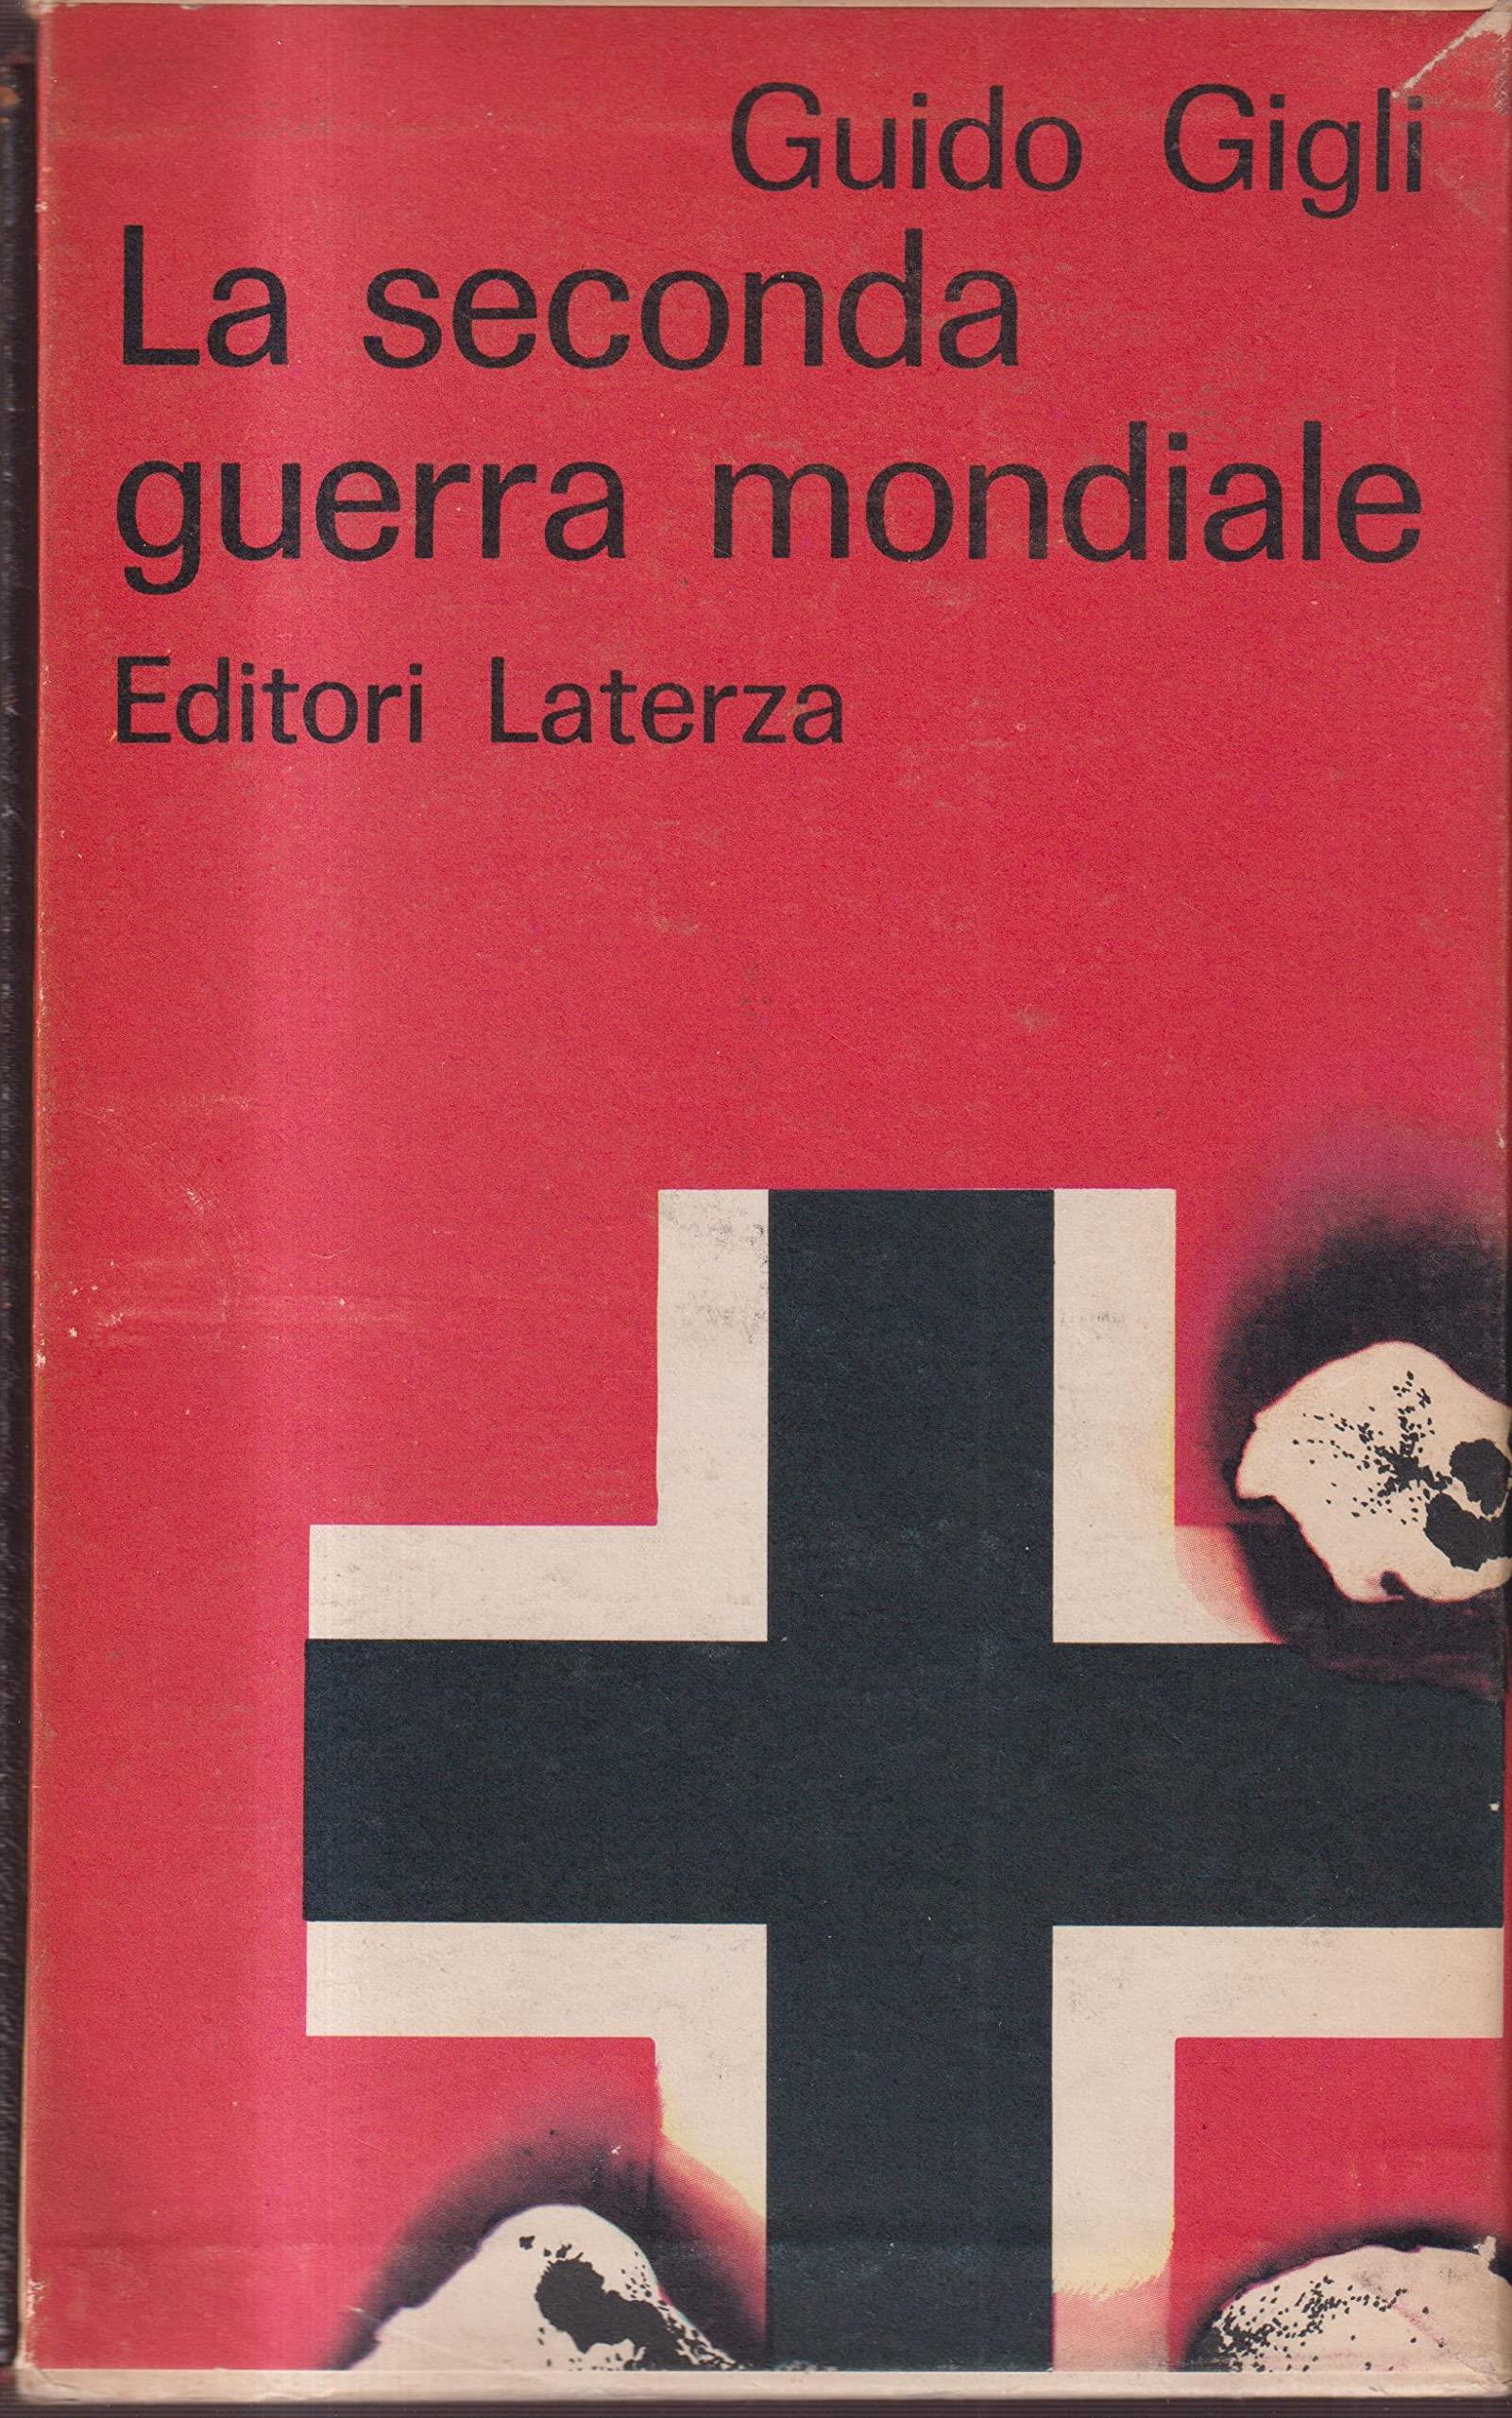 Guido Gigli
La seconda
guerra mondiale
Editori Laterza